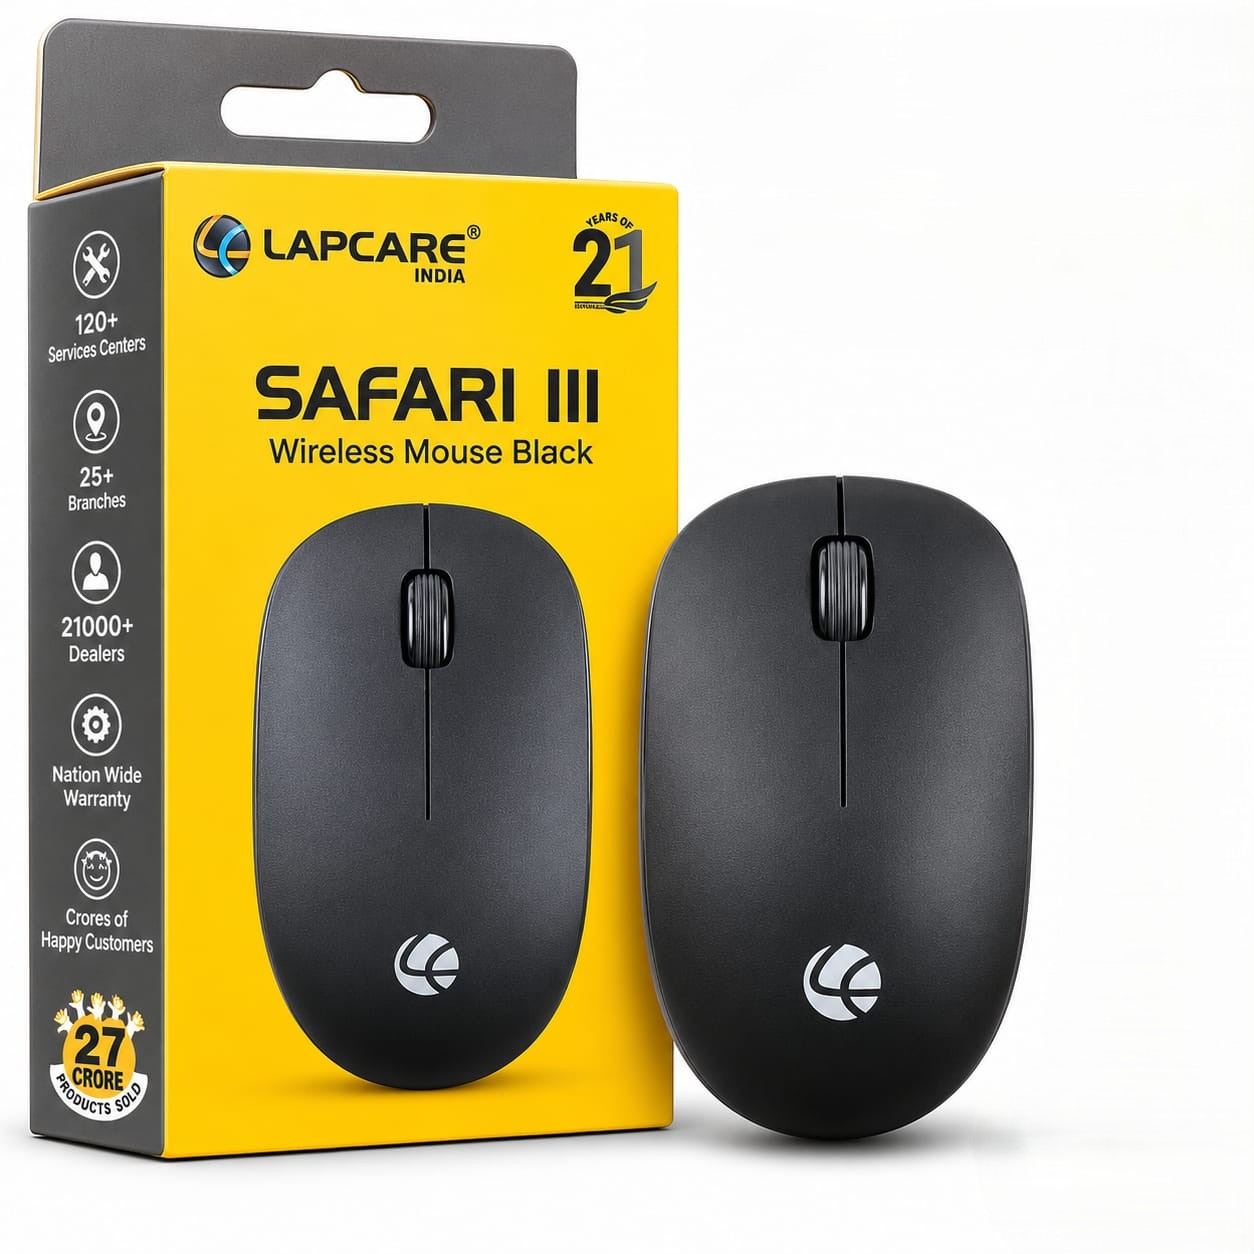 LAPCARE®
INDIA
YEARS OF
21
SAFARI III
Wireless Mouse Black
120+
Services Centers
25+
Branches
21000+
Dealers
Nation Wide
Warranty
Crores of
Happy Customers
27
CRORE
PRODUCTS SOLD